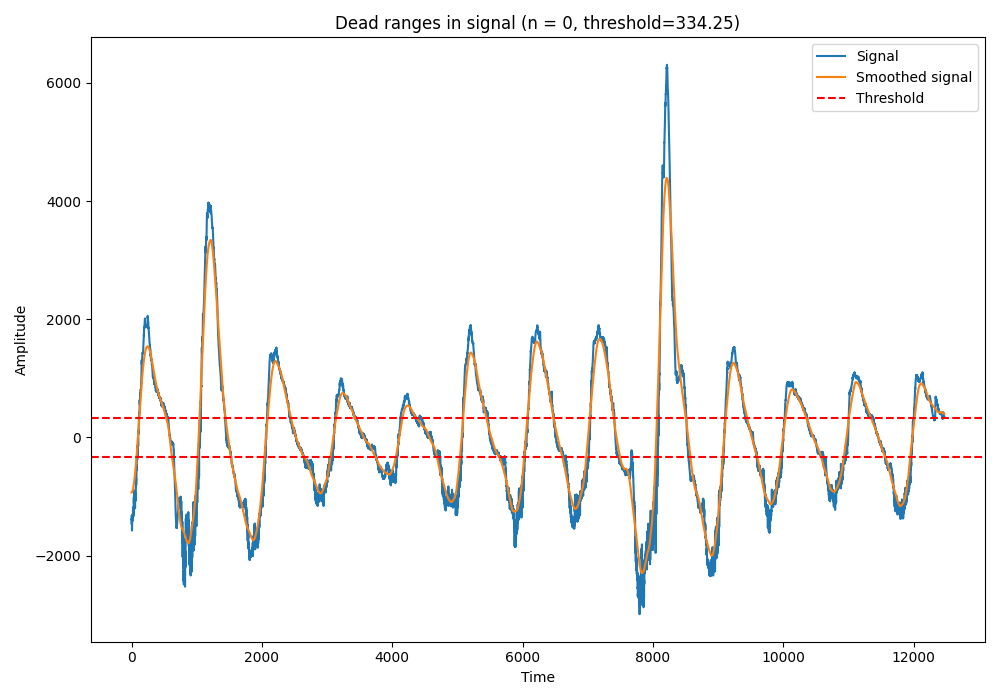 Dead ranges in signal (n = 0, threshold=334.25)
Signal
Smoothed signal
Threshold
6000
4000
2000
0
−2000
Amplitude
0
2000
4000
6000
8000
10000
12000
Time